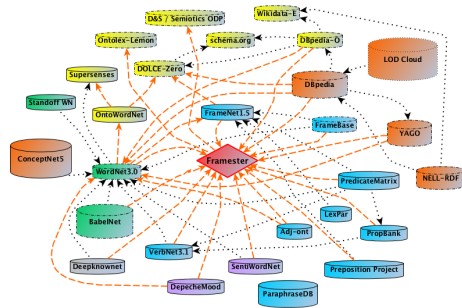 D&S / Semiotics ODP
Wikidata-E
Ontolex-Lemon
schema.org
DBpedia-O
DOLCE-Zero
LOD Cloud
Supersenses
DBpedia
Standoff WN
OntoWordNet
FrameNet1.5
FrameBase
YAGO
ConceptNet5
Framester
WordNet3.0
PredicateMatrix
NELL-RDF
BabelNet
LexPar
Adj-ont
PropBank
VerbNet3.1
Deepknownet
SentiWordNet
Preposition Project
DepecheMood
ParaphraseDB